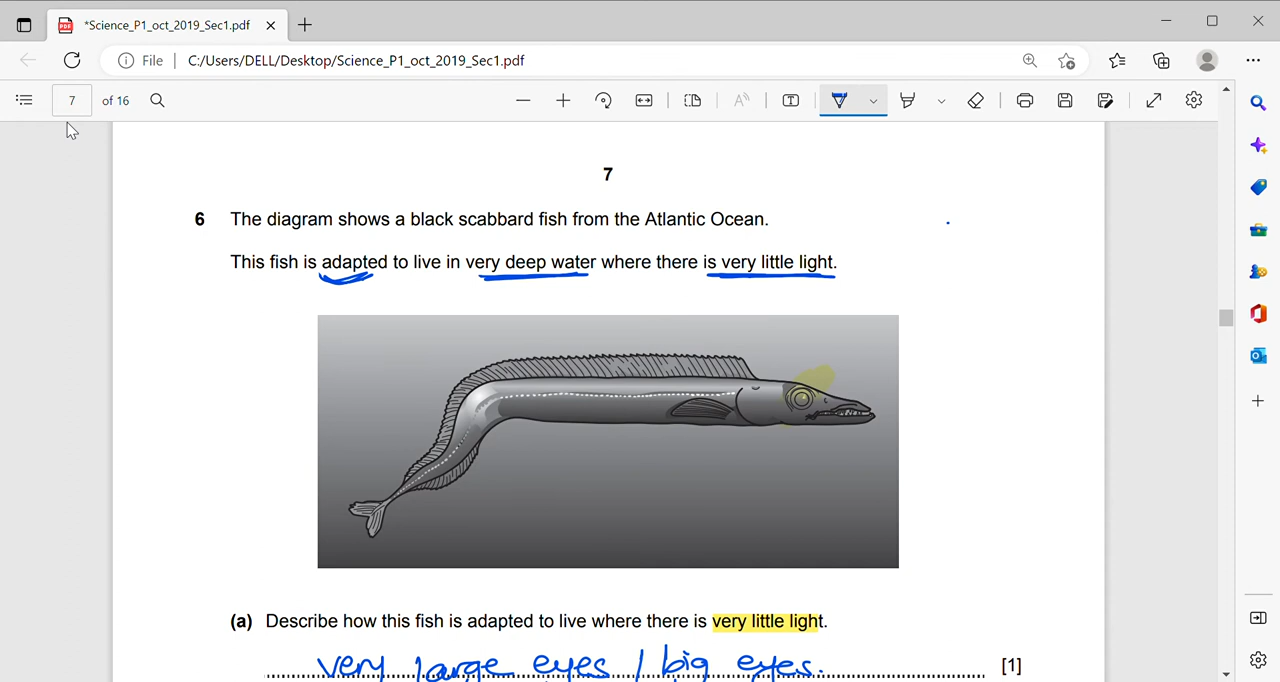 *Science_P1_oct_2019_Sec1.pdf
File
C:/Users/DELL/Desktop/Science_P1_oct_2019_Sec1.pdf
7 of 16
7
6 The diagram shows a black scabbard fish from the Atlantic Ocean.
This fish is adapted to live in very deep water where there is very little light.
(a) Describe how this fish is adapted to live where there is very little light.
very large eyes / big eyes. [1]